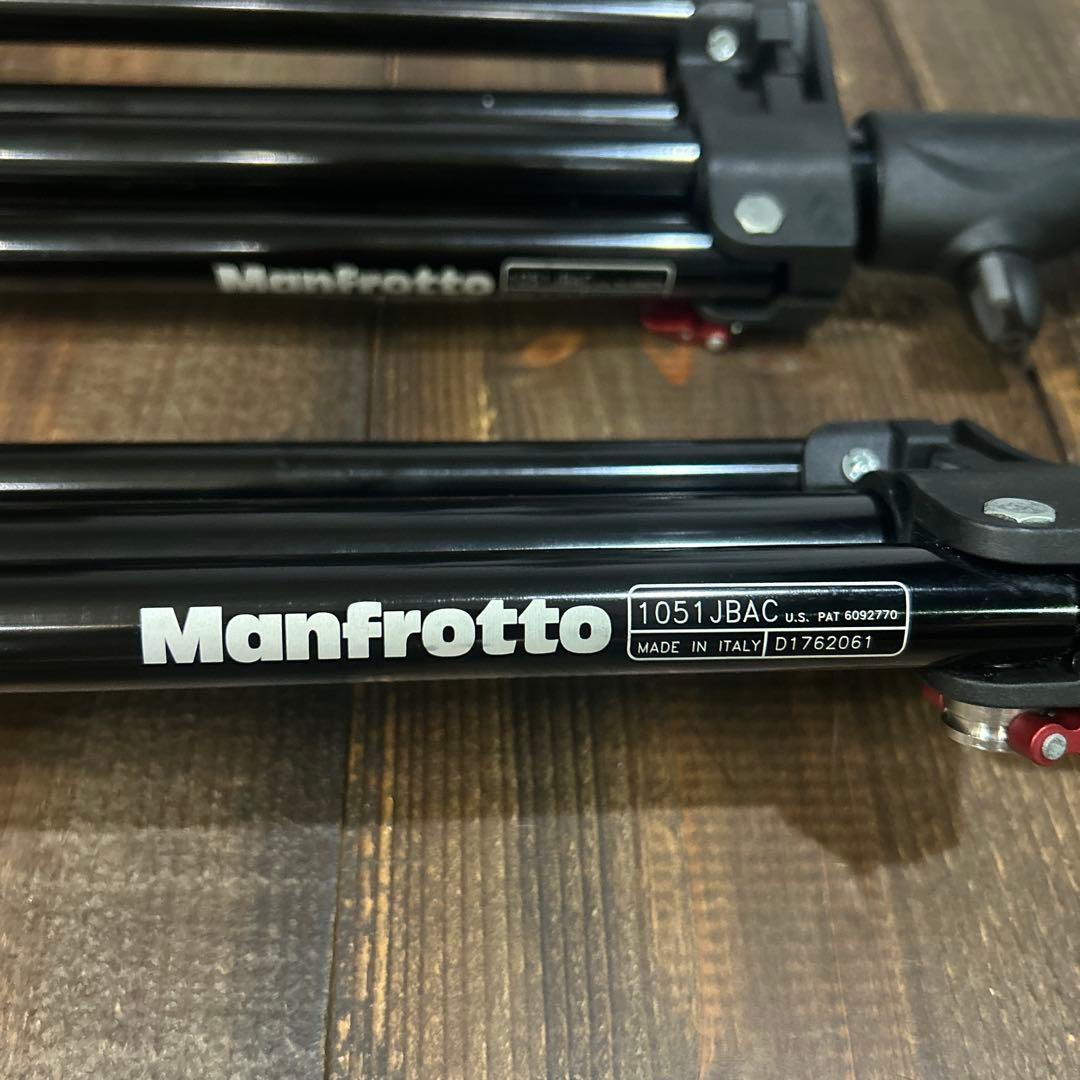 Manfrotto
Manfrotto
1051JBAC U.S. PAT 6092770
MADE IN ITALY D1762061